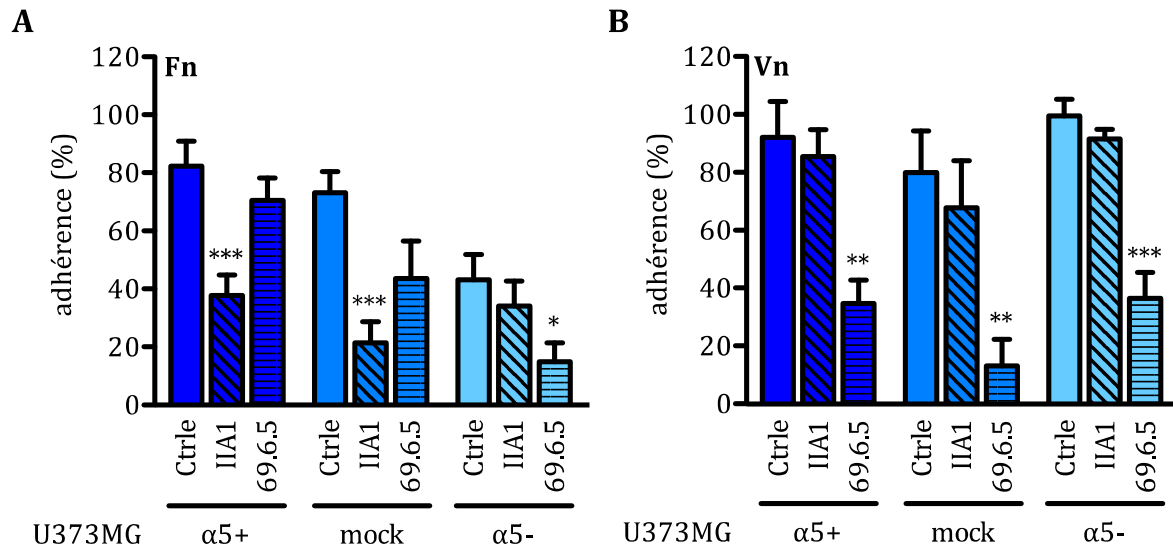 A
B
120
Fn
100
80
60
40
20
0
adhérence (%)
***
***
*
Ctrle
IIA1
69.6.5
Ctrle
IIA1
69.6.5
Ctrle
IIA1
69.6.5
U373MG
α5+
mock
α5-
120
Vn
100
80
60
40
20
0
adhérence (%)
**
**
***
Ctrle
IIA1
69.6.5
Ctrle
IIA1
69.6.5
Ctrle
IIA1
69.6.5
U373MG
α5+
mock
α5-